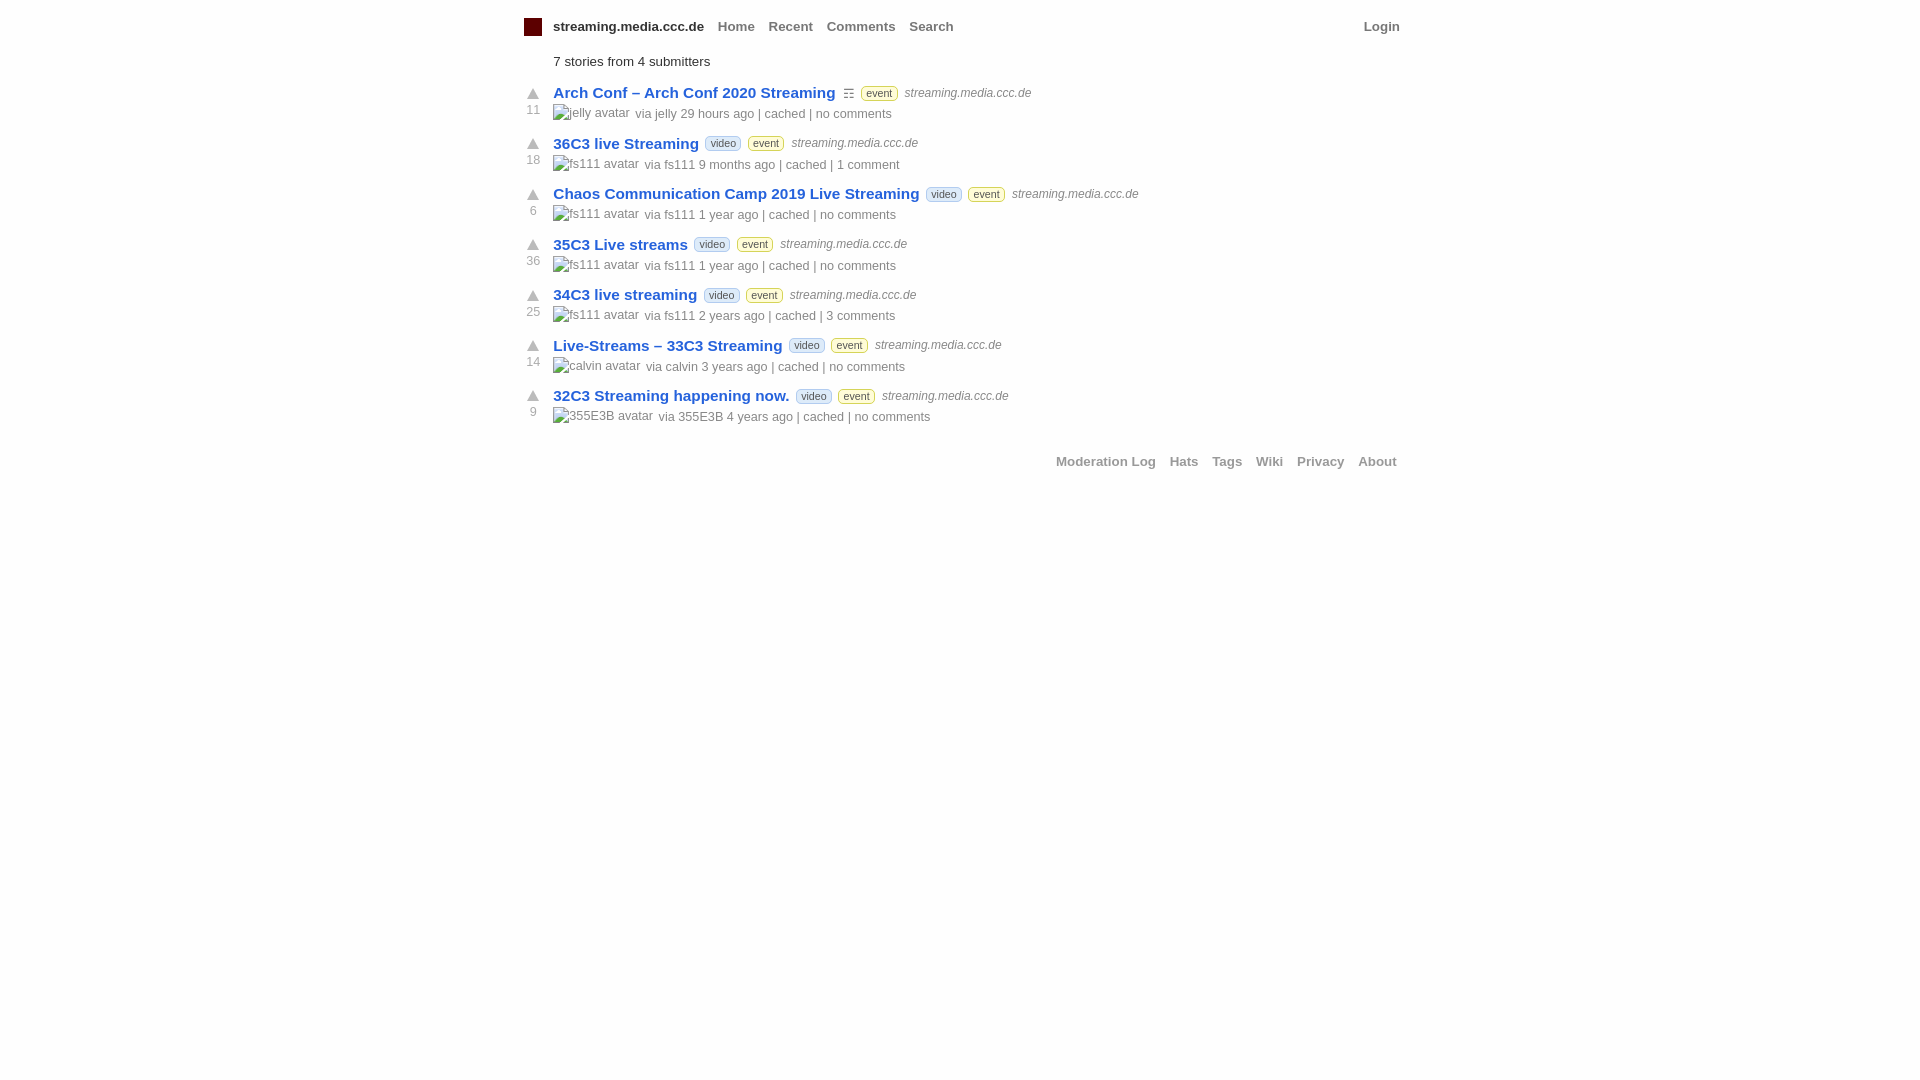 streaming.media.ccc.de Home Recent Comments Search Login
7 stories from 4 submitters
Arch Conf – Arch Conf 2020 Streaming ☶ event streaming.media.ccc.de
11 jelly avatar via jelly 29 hours ago | cached | no comments
36C3 live Streaming video event streaming.media.ccc.de
18 fs111 avatar via fs111 9 months ago | cached | 1 comment
Chaos Communication Camp 2019 Live Streaming video event streaming.media.ccc.de
6 fs111 avatar via fs111 1 year ago | cached | no comments
35C3 Live streams video event streaming.media.ccc.de
36 fs111 avatar via fs111 1 year ago | cached | no comments
34C3 live streaming video event streaming.media.ccc.de
25 fs111 avatar via fs111 2 years ago | cached | 3 comments
Live-Streams – 33C3 Streaming video event streaming.media.ccc.de
14 calvin avatar via calvin 3 years ago | cached | no comments
32C3 Streaming happening now. video event streaming.media.ccc.de
9 355E3B avatar via 355E3B 4 years ago | cached | no comments
Moderation Log Hats Tags Wiki Privacy About